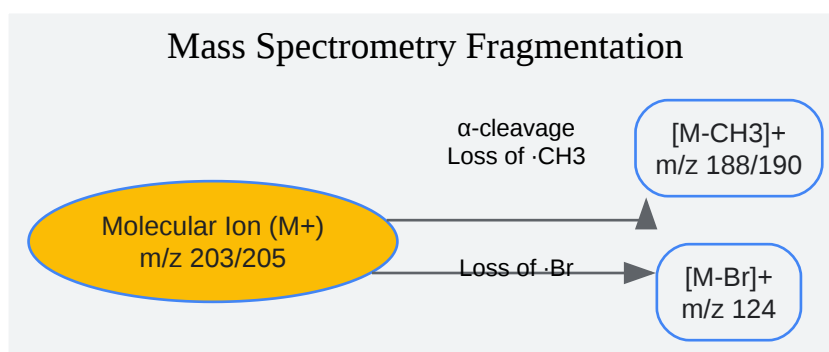 Mass Spectrometry Fragmentation
α-cleavage
Loss of ·CH3
[M-CH3]+
m/z 188/190
Molecular Ion (M+)
m/z 203/205
Loss of ·Br
[M-Br]+
m/z 124